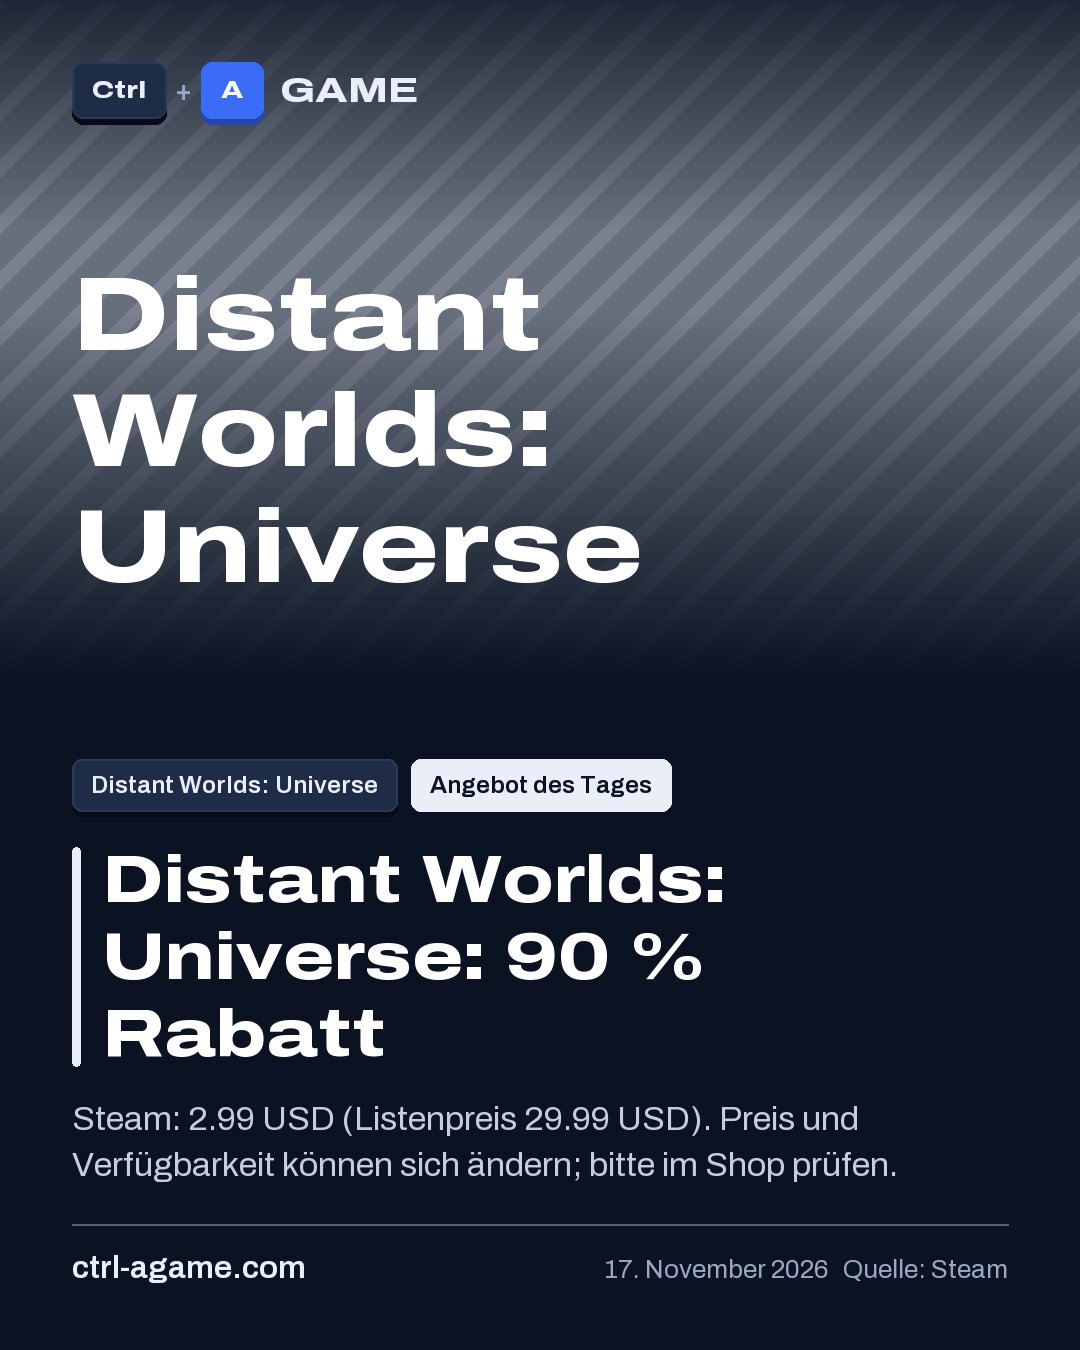 Ctrl + A GAME
Distant
Worlds:
Universe
Distant Worlds: Universe Angebot des Tages
Distant Worlds:
Universe: 90 %
Rabatt
Steam: 2.99 USD (Listenpreis 29.99 USD). Preis und
Verfügbarkeit können sich ändern; bitte im Shop prüfen.
ctrl-agame.com 17. November 2026 Quelle: Steam